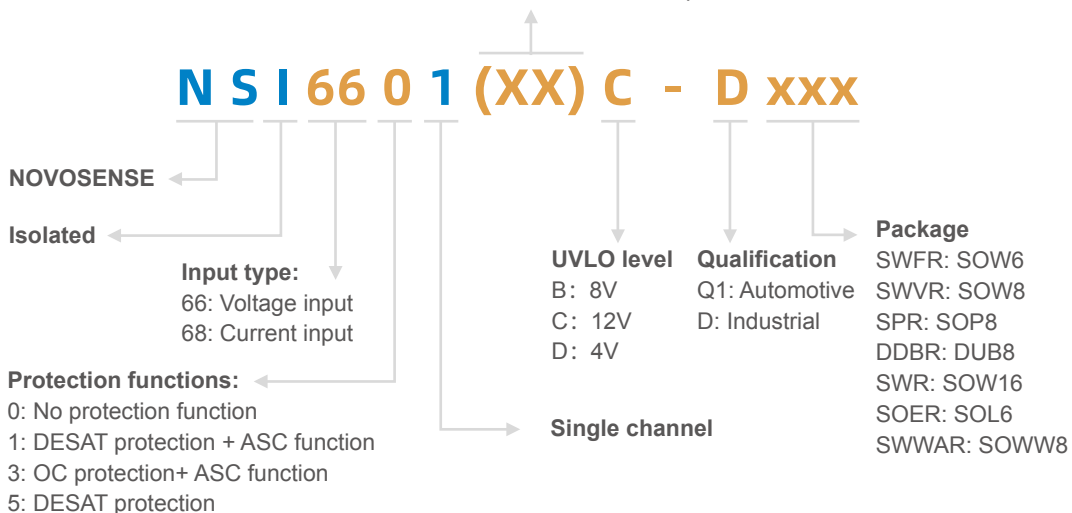 NSI6601(XX)C - Dxxx
NOVOSENSE
Isolated
Input type:
66: Voltage input
68: Current input
Protection functions:
0: No protection function
1: DESAT protection + ASC function
3: OC protection+ ASC function
5: DESAT protection
Single channel
UVLO level
B: 8V
C: 12V
D: 4V
Qualification
Q1: Automotive
D: Industrial
Package
SWFR: SOW6
SWVR: SOW8
SPR: SOP8
DDBR: DUB8
SWR: SOW16
SOER: SOL6
SWWAR: SOWW8